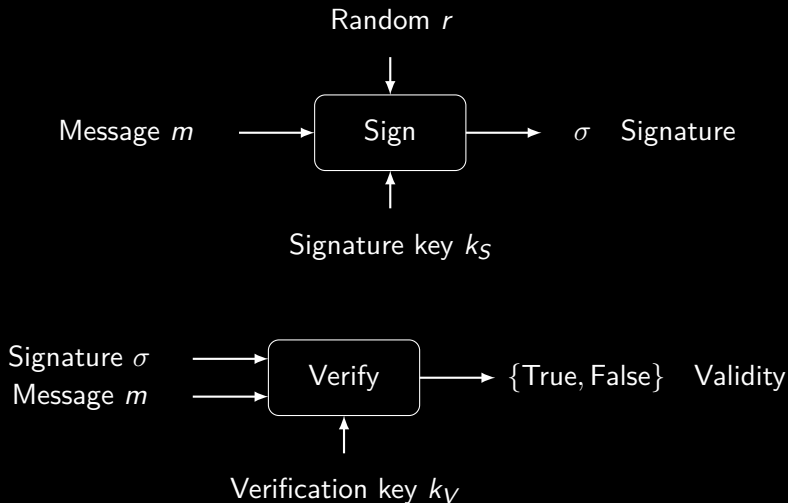 Random r
Message m
Sign
σ Signature
Signature key k_S
Signature σ
Message m
Verify
{True, False} Validity
Verification key k_V